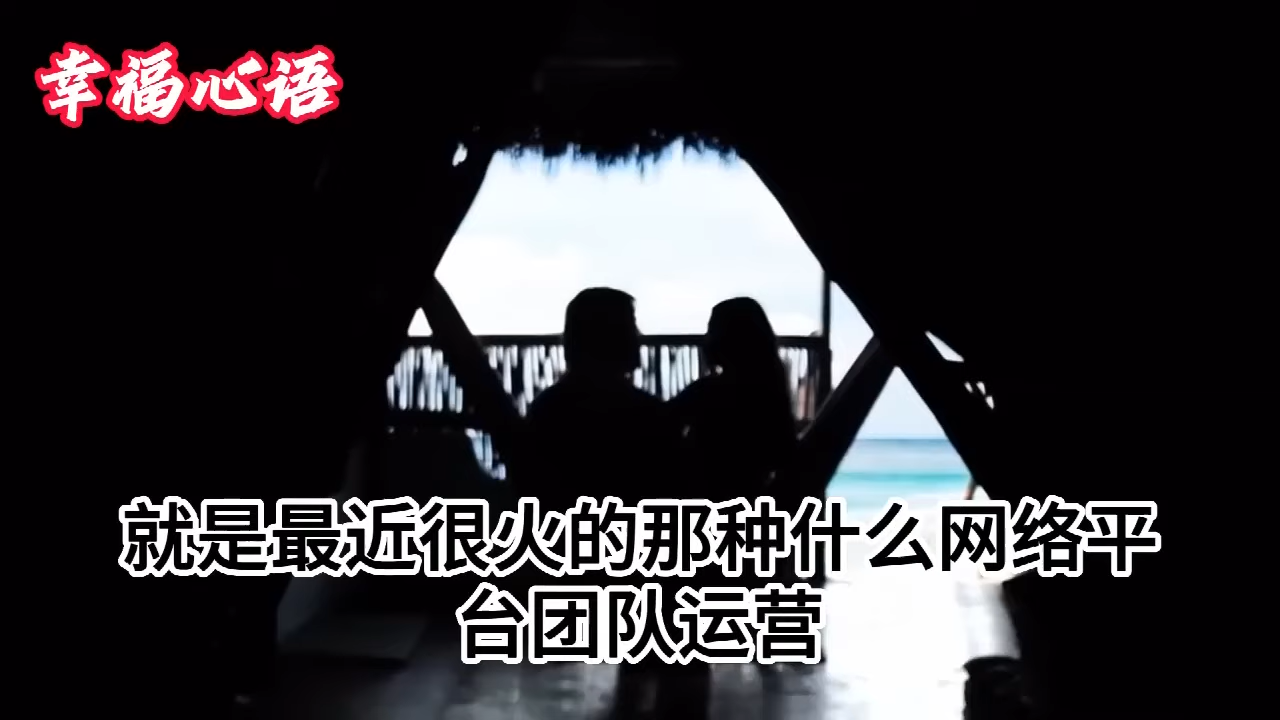 幸福心语
就是最近很火的那种什么网络平
台团队运营